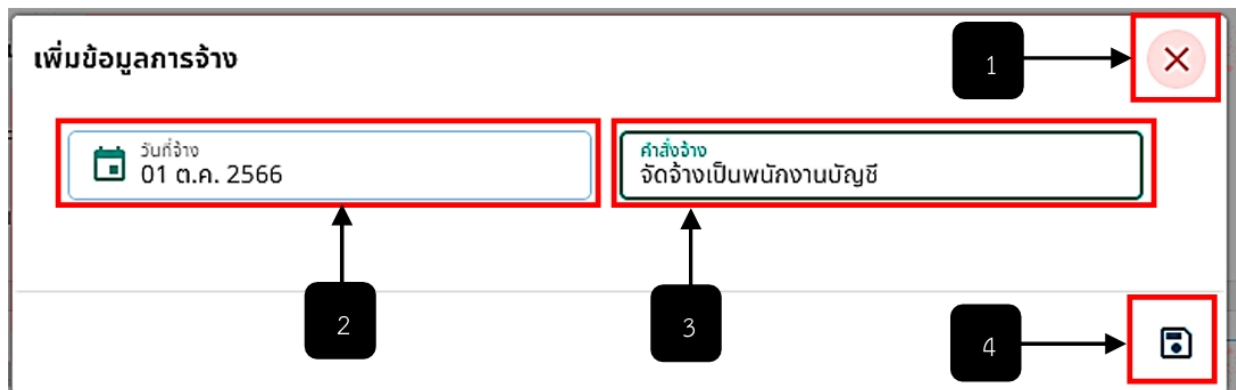 เพิ่มข้อมูลการจ้าง
1
วันที่จ้าง
01 ต.ค. 2566
คำสั่งจ้าง
จัดจ้างเป็นพนักงานบัญชี
2
3
4